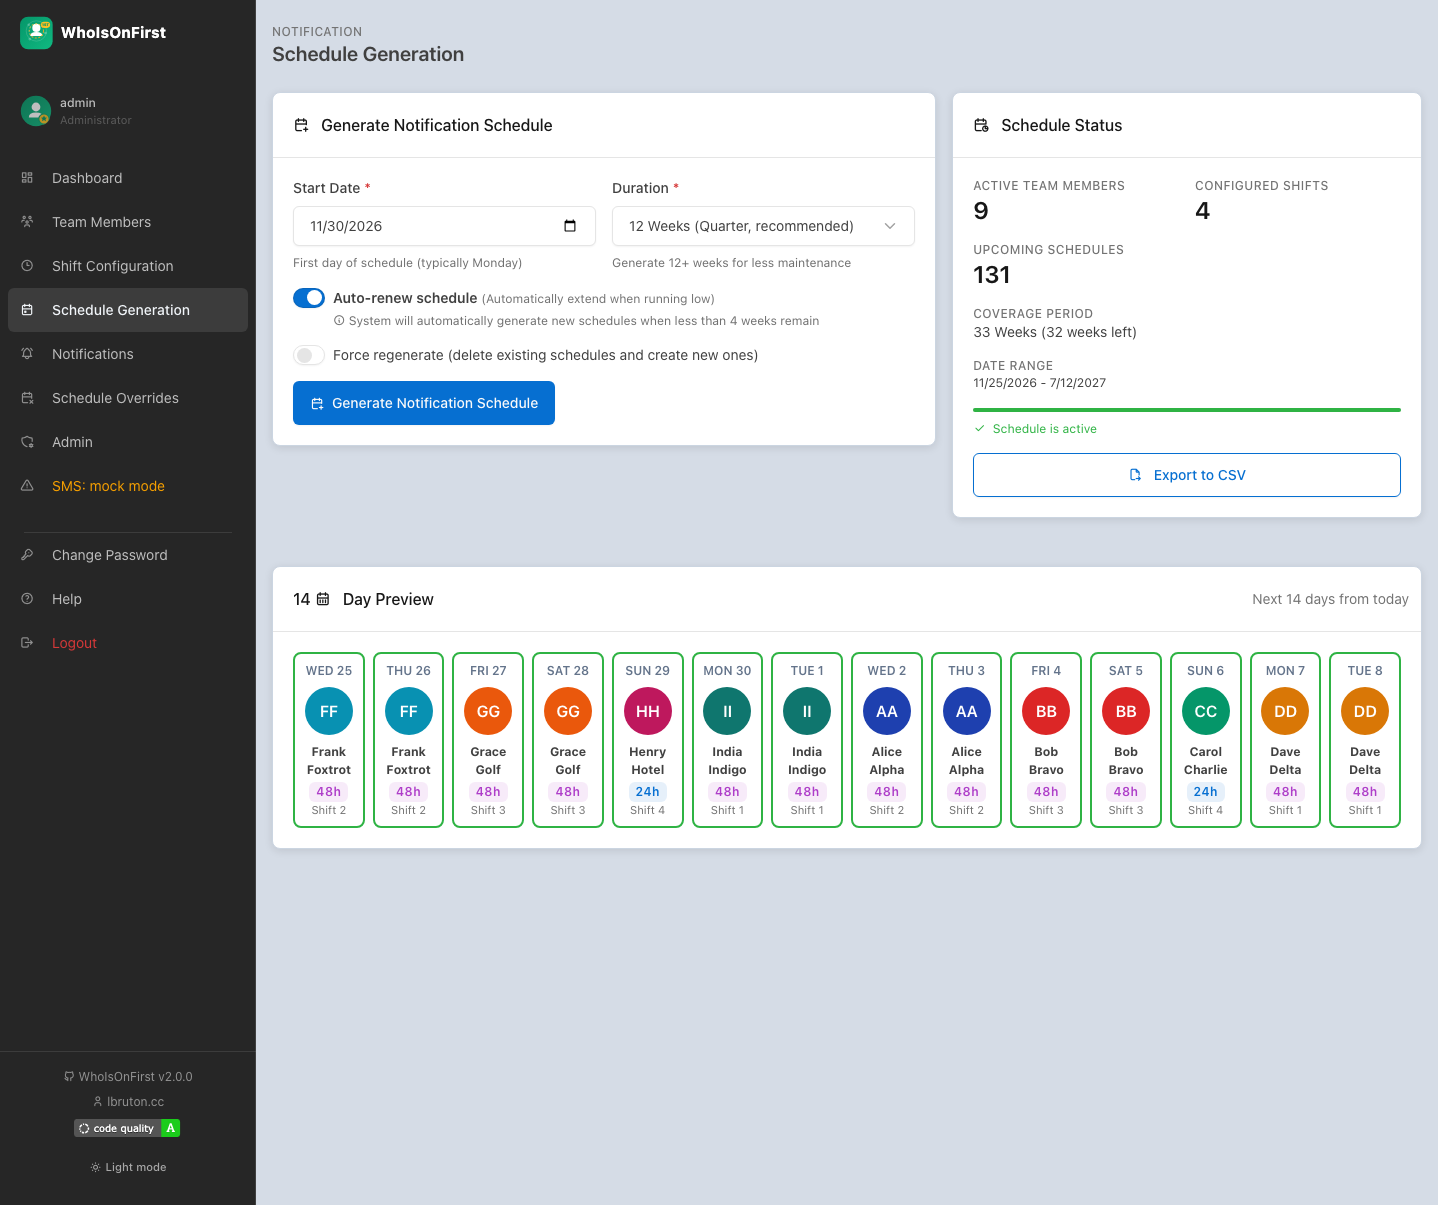 WhoIsOnFirst
admin
Administrator
Dashboard
Team Members
Shift Configuration
Schedule Generation
Notifications
Schedule Overrides
Admin
SMS: mock mode
Change Password
Help
Logout
WhoIsOnFirst v2.0.0
lbruton.cc
code quality A
Light mode
NOTIFICATION
Schedule Generation
Generate Notification Schedule
Start Date *
Duration *
11/30/2026
12 Weeks (Quarter, recommended)
First day of schedule (typically Monday)
Generate 12+ weeks for less maintenance
Auto-renew schedule (Automatically extend when running low)
System will automatically generate new schedules when less than 4 weeks remain
Force regenerate (delete existing schedules and create new ones)
Generate Notification Schedule
Schedule Status
ACTIVE TEAM MEMBERS
9
CONFIGURED SHIFTS
4
UPCOMING SCHEDULES
131
COVERAGE PERIOD
33 Weeks (32 weeks left)
DATE RANGE
11/25/2026 - 7/12/2027
Schedule is active
Export to CSV
14 Day Preview
Next 14 days from today
WED 25
FF
Frank
Foxtrot
48h
Shift 2
THU 26
FF
Frank
Foxtrot
48h
Shift 2
FRI 27
GG
Grace
Golf
48h
Shift 3
SAT 28
GG
Grace
Golf
48h
Shift 3
SUN 29
HH
Henry
Hotel
24h
Shift 4
MON 30
II
India
Indigo
48h
Shift 1
TUE 1
II
India
Indigo
48h
Shift 1
WED 2
AA
Alice
Alpha
48h
Shift 2
THU 3
AA
Alice
Alpha
48h
Shift 2
FRI 4
BB
Bob
Bravo
48h
Shift 3
SAT 5
BB
Bob
Bravo
48h
Shift 3
SUN 6
CC
Carol
Charlie
24h
Shift 4
MON 7
DD
Dave
Delta
48h
Shift 1
TUE 8
DD
Dave
Delta
48h
Shift 1